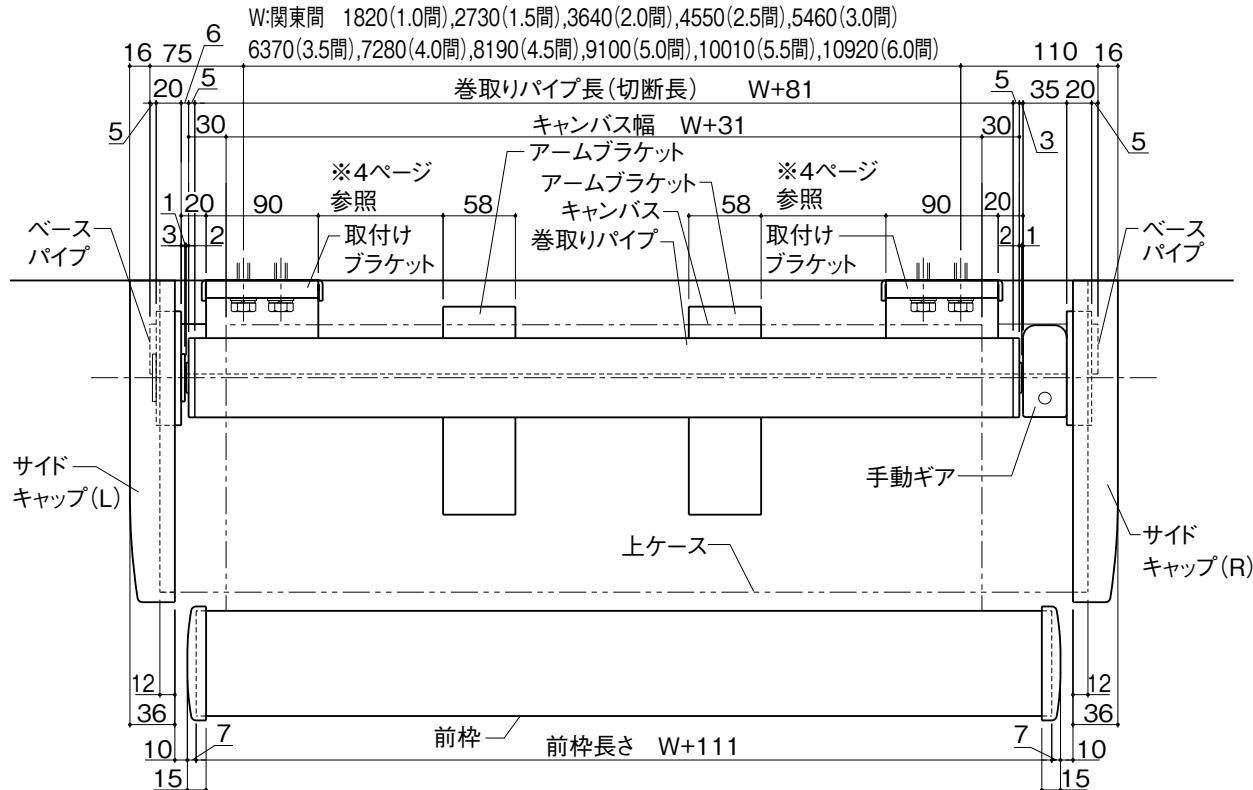 W:関東間　1820(1.0間),2730(1.5間),3640(2.0間),4550(2.5間),5460(3.0間)
6370(3.5間),7280(4.0間),8190(4.5間),9100(5.0間),10010(5.5間),10920(6.0間)
6
16 75 110 16
20 5 巻取りパイプ長(切断長)　W+81 5 35 20
5 30 キャンバス幅　W+31 30 3 5
アームブラケット
※4ページ
参照
アームブラケット
※4ページ
参照
1 20 90 58 キャンバス 58 90 20
ベース
パイプ
3 2 取付け
ブラケット
巻取りパイプ
取付け
ブラケット
2 1 ベース
パイプ
サイド
キャップ(L)
手動ギア
上ケース
サイド
キャップ(R)
12 12
36 36
10 7 前枠 前枠長さ　W+111 7 10
15 15